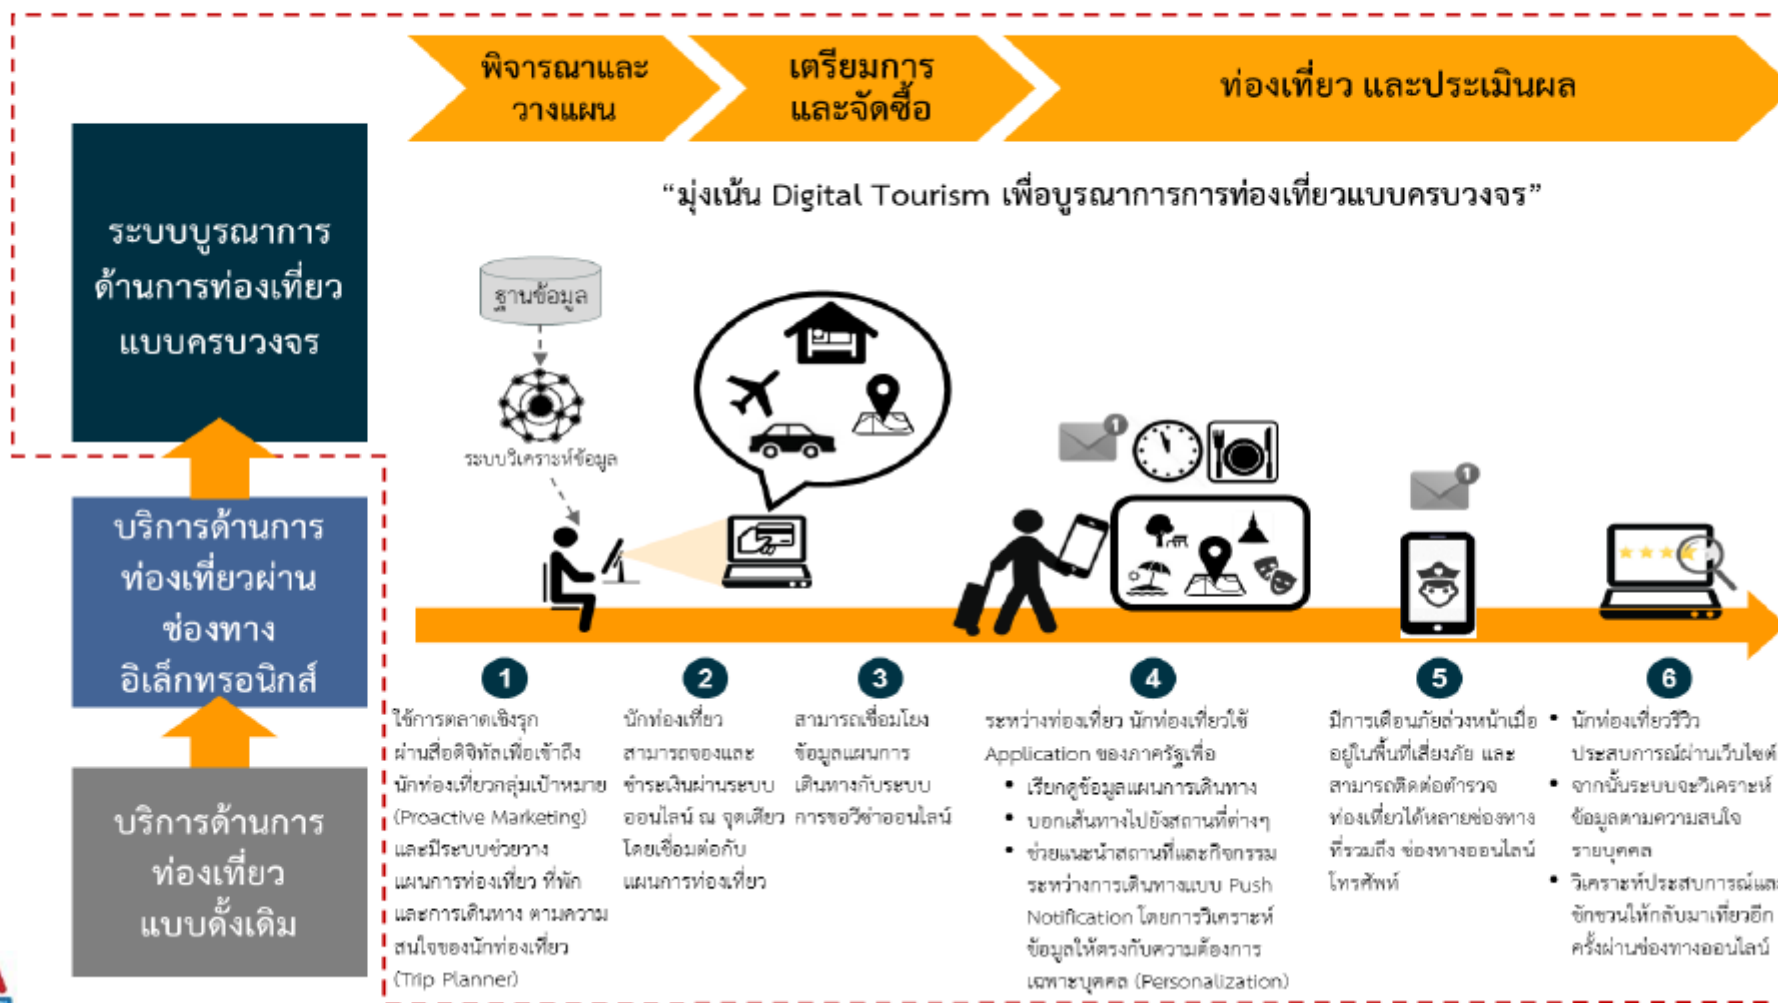 พิจารณาและ
วางแผน
เตรียมการ
และจัดซื้อ
ท่องเที่ยว และประเมินผล
“มุ่งเน้น Digital Tourism เพื่อบูรณาการการท่องเที่ยวแบบครบวงจร”
ระบบบูรณาการ
ด้านการท่องเที่ยว
แบบครบวงจร
บริการด้านการ
ท่องเที่ยวผ่าน
ช่องทาง
อิเล็กทรอนิกส์
บริการด้านการ
ท่องเที่ยว
แบบดั้งเดิม
ฐานข้อมูล
ระบบวิเคราะห์ข้อมูล
1
1
1
ใช้การตลาดเชิงรุก
ผ่านสื่อดิจิทัลเพื่อเข้าถึง
นักท่องเที่ยวกลุ่มเป้าหมาย
(Proactive Marketing)
และมีระบบช่วยวาง
แผนการท่องเที่ยว ที่พัก
และการเดินทาง ตามความ
สนใจของนักท่องเที่ยว
(Trip Planner)
2
นักท่องเที่ยว
สามารถจองและ
ชำระเงินผ่านระบบ
ออนไลน์ ณ จุดเดียว
โดยเชื่อมต่อกับ
แผนการท่องเที่ยว
3
สามารถเชื่อมโยง
ข้อมูลแผนการ
เดินทางกับระบบ
การขอวีซ่าออนไลน์
4
ระหว่างท่องเที่ยว นักท่องเที่ยวใช้
Application ของภาครัฐเพื่อ
• เรียกดูข้อมูลแผนการเดินทาง
• บอกเส้นทางไปยังสถานที่ต่างๆ
• ช่วยแนะนำสถานที่และกิจกรรม
ระหว่างการเดินทางแบบ Push
Notification โดยการวิเคราะห์
ข้อมูลให้ตรงกับความต้องการ
เฉพาะบุคคล (Personalization)
5
มีการเตือนภัยล่วงหน้าเมื่อ
อยู่ในพื้นที่เสี่ยงภัย และ
สามารถติดต่อตำรวจ
ท่องเที่ยวได้หลายช่องทาง
ที่รวมถึง ช่องทางออนไลน์
โทรศัพท์
6
• นักท่องเที่ยวรีวิว
ประสบการณ์ผ่านเว็บไซต์
• จากนั้นระบบจะวิเคราะห์
ข้อมูลตามความสนใจ
รายบุคคล
• วิเคราะห์ประสบการณ์และ
ชักชวนให้กลับมาเที่ยวอีก
ครั้งผ่านช่องทางออนไลน์